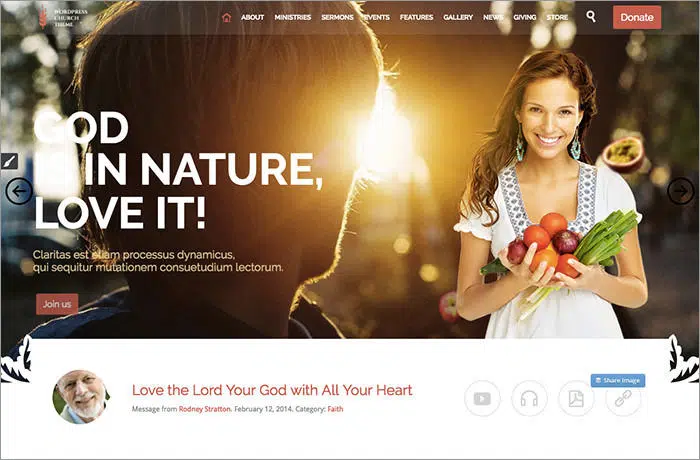 WORDPRESS
CHURCH
THEME
ABOUT MINISTRIES SERMONS EVENTS FEATURES GALLERY NEWS GIVING STORE
Donate
GOD
IS IN NATURE,
LOVE IT!
Claritas est etiam processus dynamicus,
qui sequitur mutationem consuetudium lectorum.
Join us
Share Image
Love the Lord Your God with All Your Heart
Message from Rodney Stratton. February 12, 2014. Category: Faith